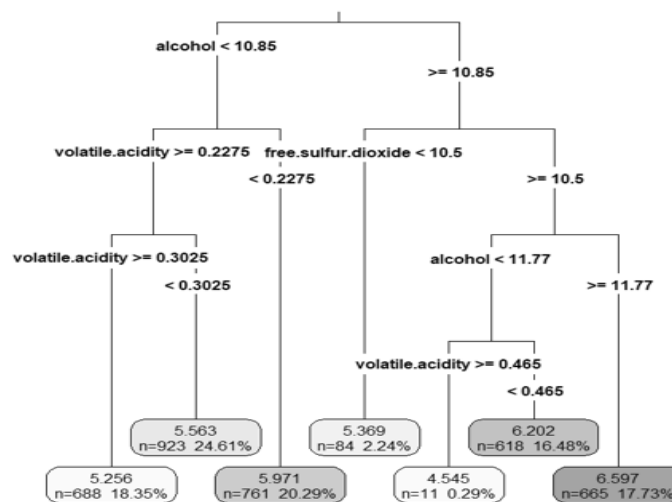 alcohol < 10.85
>= 10.85
volatile.acidity >= 0.2275
free.sulfur.dioxide < 10.5
< 0.2275
>= 10.5
volatile.acidity >= 0.3025
alcohol < 11.77
< 0.3025
>= 11.77
volatile.acidity >= 0.465
< 0.465
5.563
n=923 24.61%
5.369
n=84 2.24%
6.202
n=618 16.48%
5.256
n=688 18.35%
5.971
n=761 20.29%
4.545
n=11 0.29%
6.597
n=665 17.73%